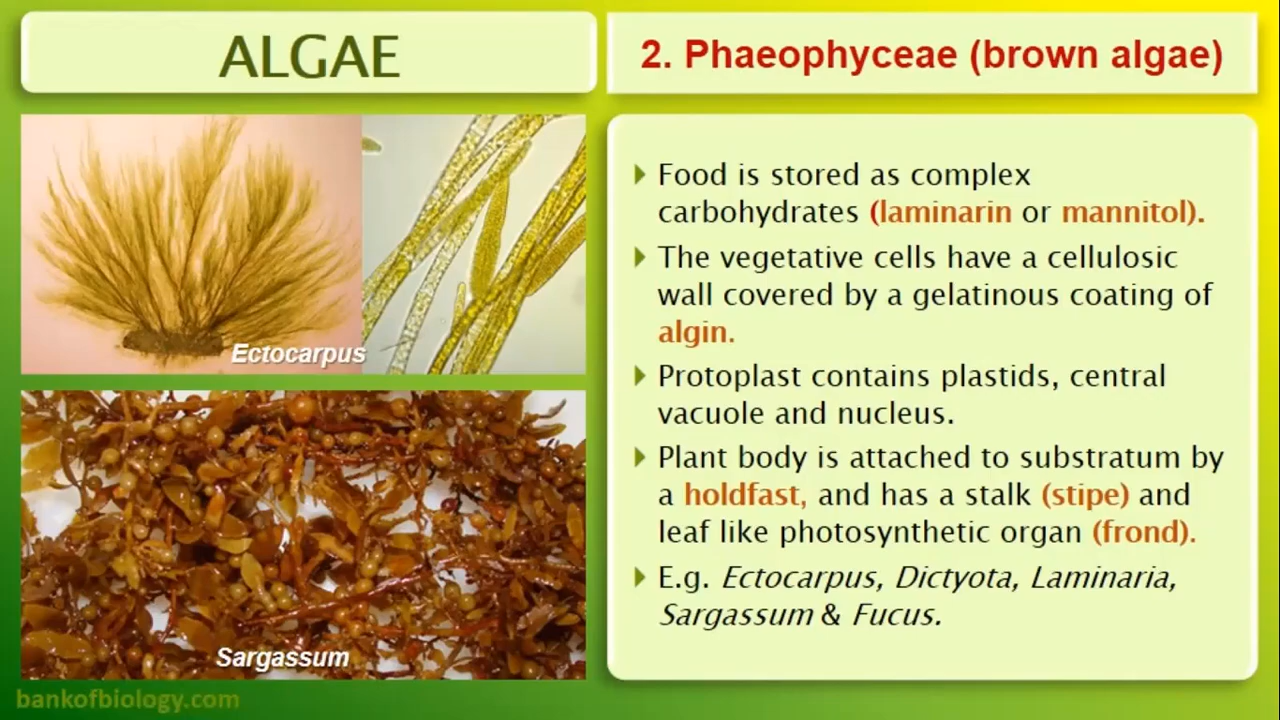 ALGAE
2. Phaeophyceae (brown algae)
Ectocarpus
Sargassum
Food is stored as complex
carbohydrates (laminarin or mannitol).
The vegetative cells have a cellulosic
wall covered by a gelatinous coating of
algin.
Protoplast contains plastids, central
vacuole and nucleus.
Plant body is attached to substratum by
a holdfast, and has a stalk (stipe) and
leaf like photosynthetic organ (frond).
E.g. Ectocarpus, Dictyota, Laminaria,
Sargassum & Fucus.
bankofbiology.com